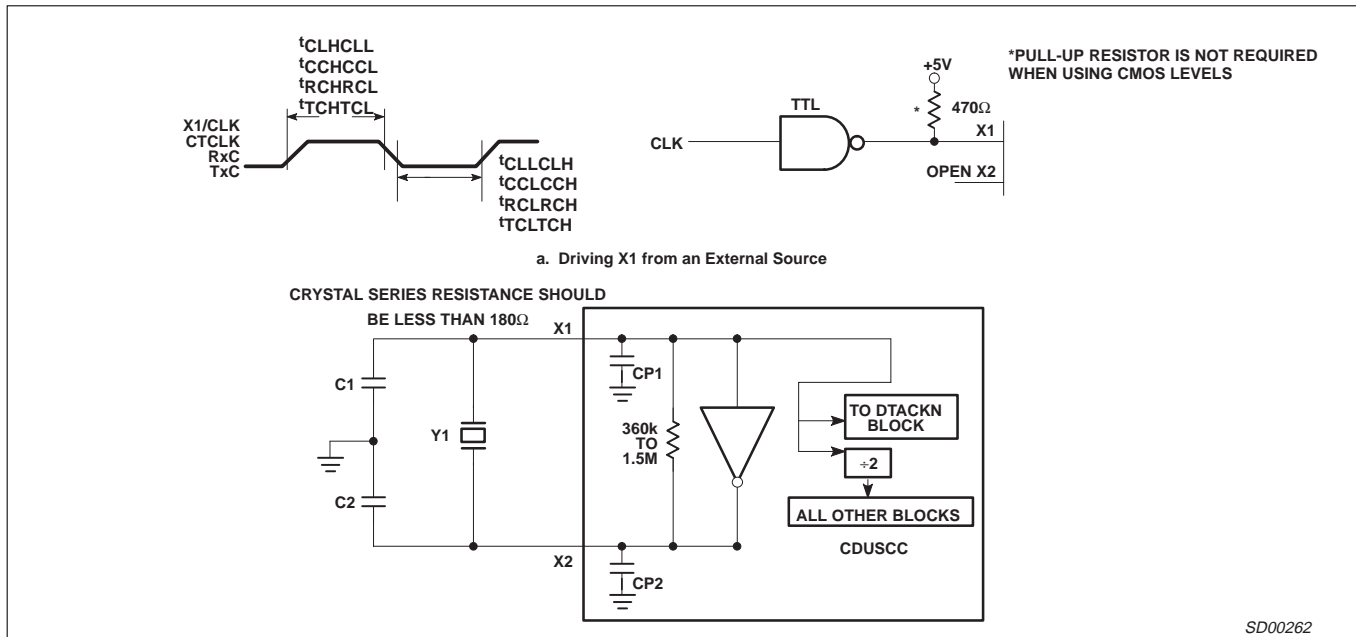 tCLHCLL
tCCHCCL
tRCHRCL
tTCHTCL
X1/CLK
CTCLK
RxC
TxC
tCLLCLH
tCCLCCH
tRCLRCH
tTCLTCH
CLK
TTL
+5V
*
470Ω
X1
OPEN X2
*PULL-UP RESISTOR IS NOT REQUIRED
WHEN USING CMOS LEVELS
a. Driving X1 from an External Source
CRYSTAL SERIES RESISTANCE SHOULD
BE LESS THAN 180Ω
X1
C1
Y1
C2
X2
CP1
360k
TO
1.5M
CP2
TO DTACKN
BLOCK
÷2
ALL OTHER BLOCKS
CDUSCC
SD00262